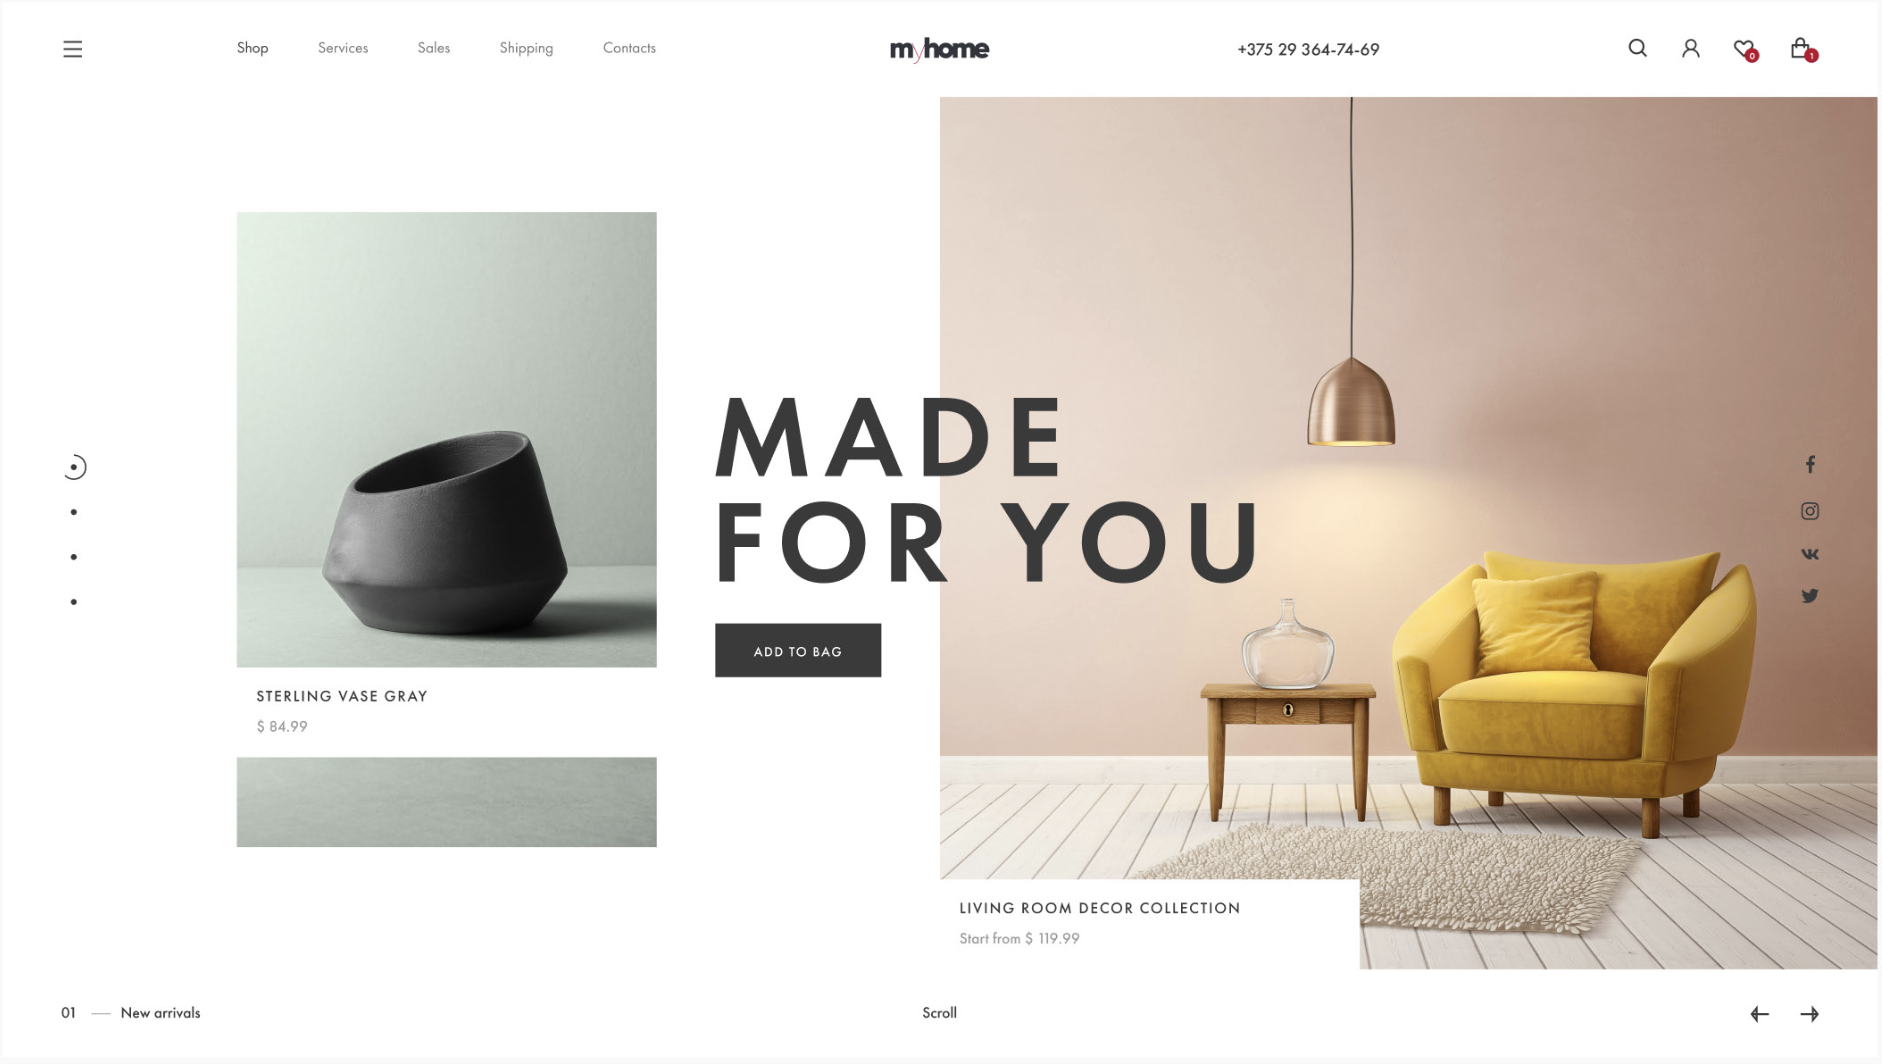 Shop
Services
Sales
Shipping
Contacts
myhome
+375 29 364-74-69
0
1
MADE
FOR YOU
ADD TO BAG
STERLING VASE GRAY
$ 84.99
LIVING ROOM DECOR COLLECTION
Start from $ 119.99
01 — New arrivals
Scroll